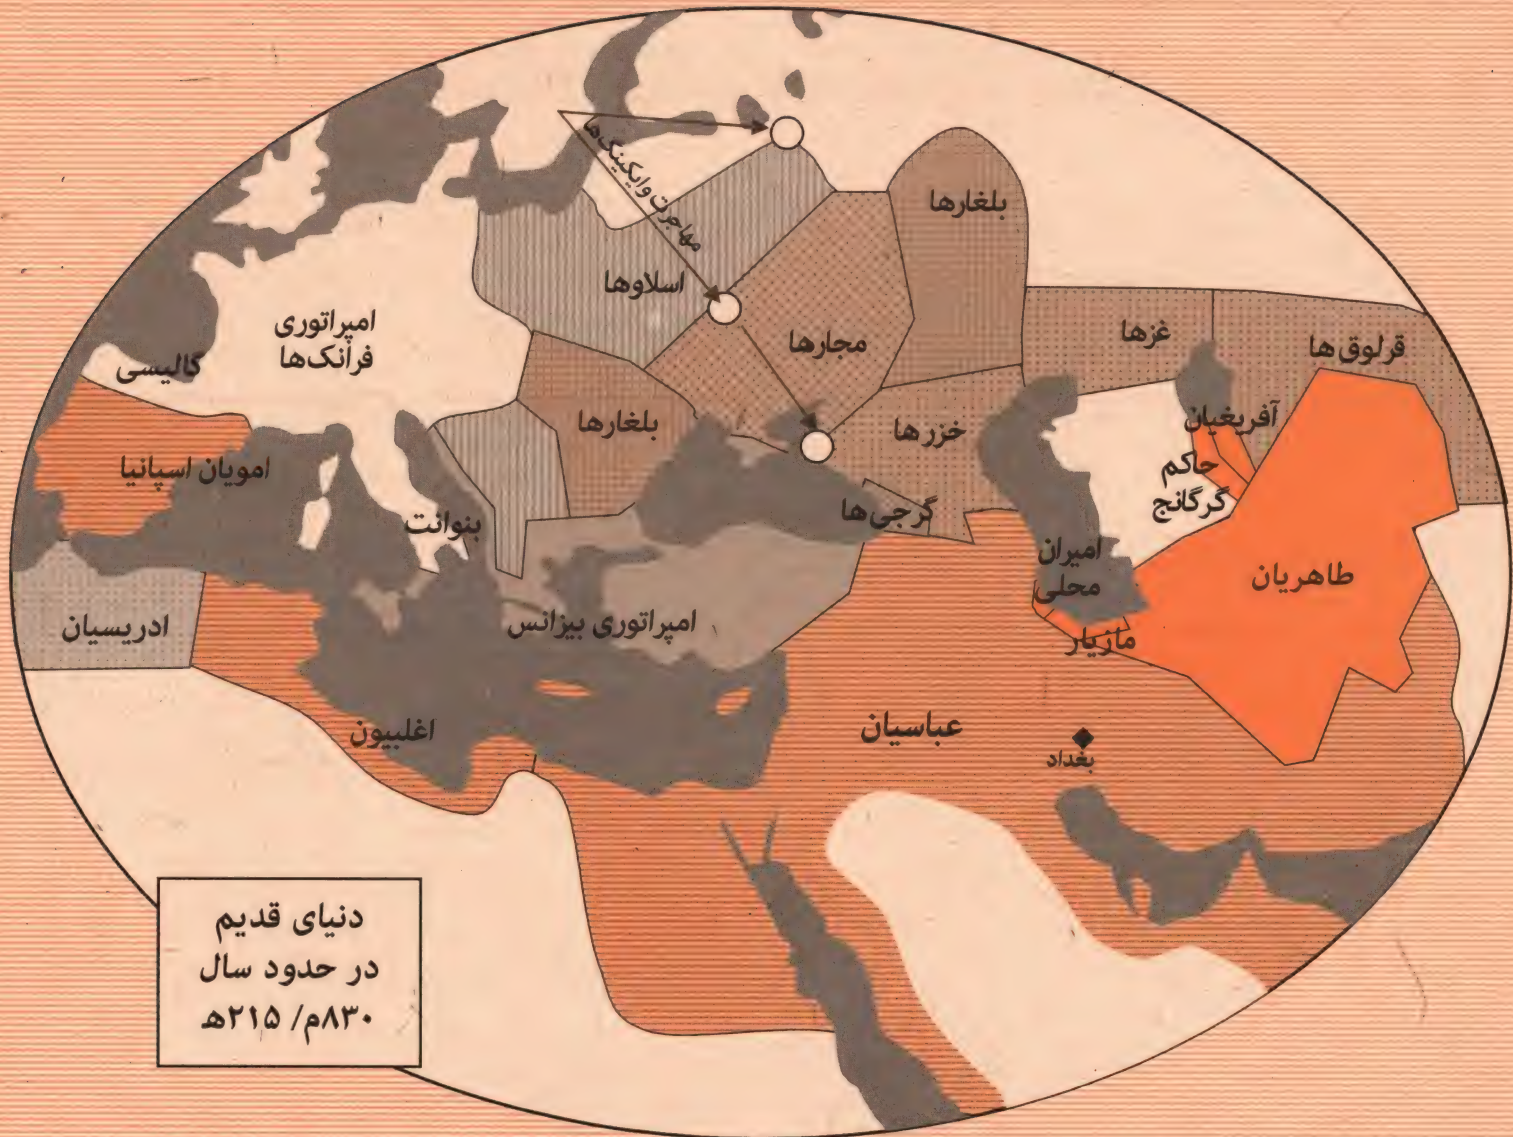 مهاجرت وایکینک‌ها
بلغارها
اسلاوها
امپراتوری
فرانک‌ها
مجارها
غزها
قرلوق‌ها
گالیسی
بلغارها
خزرها
آفریغیان
امویان اسپانیا
حاکم
گرگانج
بنوانت
گرجی‌ها
امیران
محلی
طاهریان
ادریسیان
امپراتوری بیزانس
مازیار
اغلبیون
عباسیان
بغداد
دنیای قدیم
در حدود سال
۸۳۰م/ ۲۱۵ه